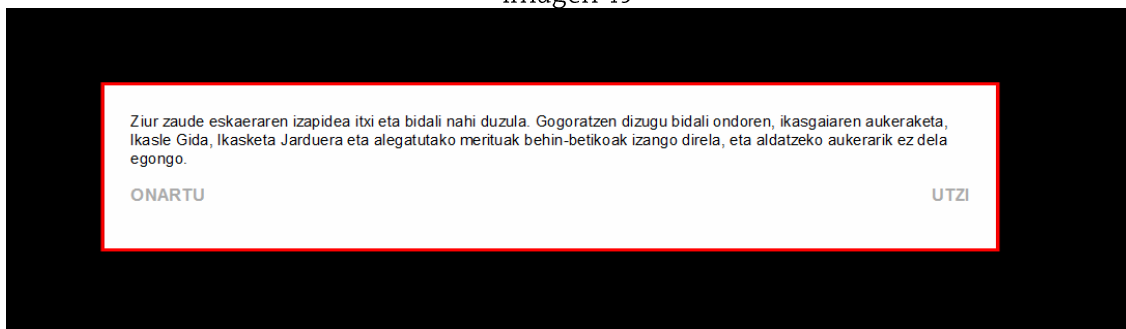 Ziur zaude eskaeraren izapidea itxi eta bidali nahi duzula. Gogoratzen dizugu bidali ondoren, ikasgaiaren aukeraketa,
Ikasle Gida, Ikasketa Jarduera eta alegatutako merituak behin-betikoak izango direla, eta aldatzeko aukerarik ez dela
egongo.
ONARTU UTZI